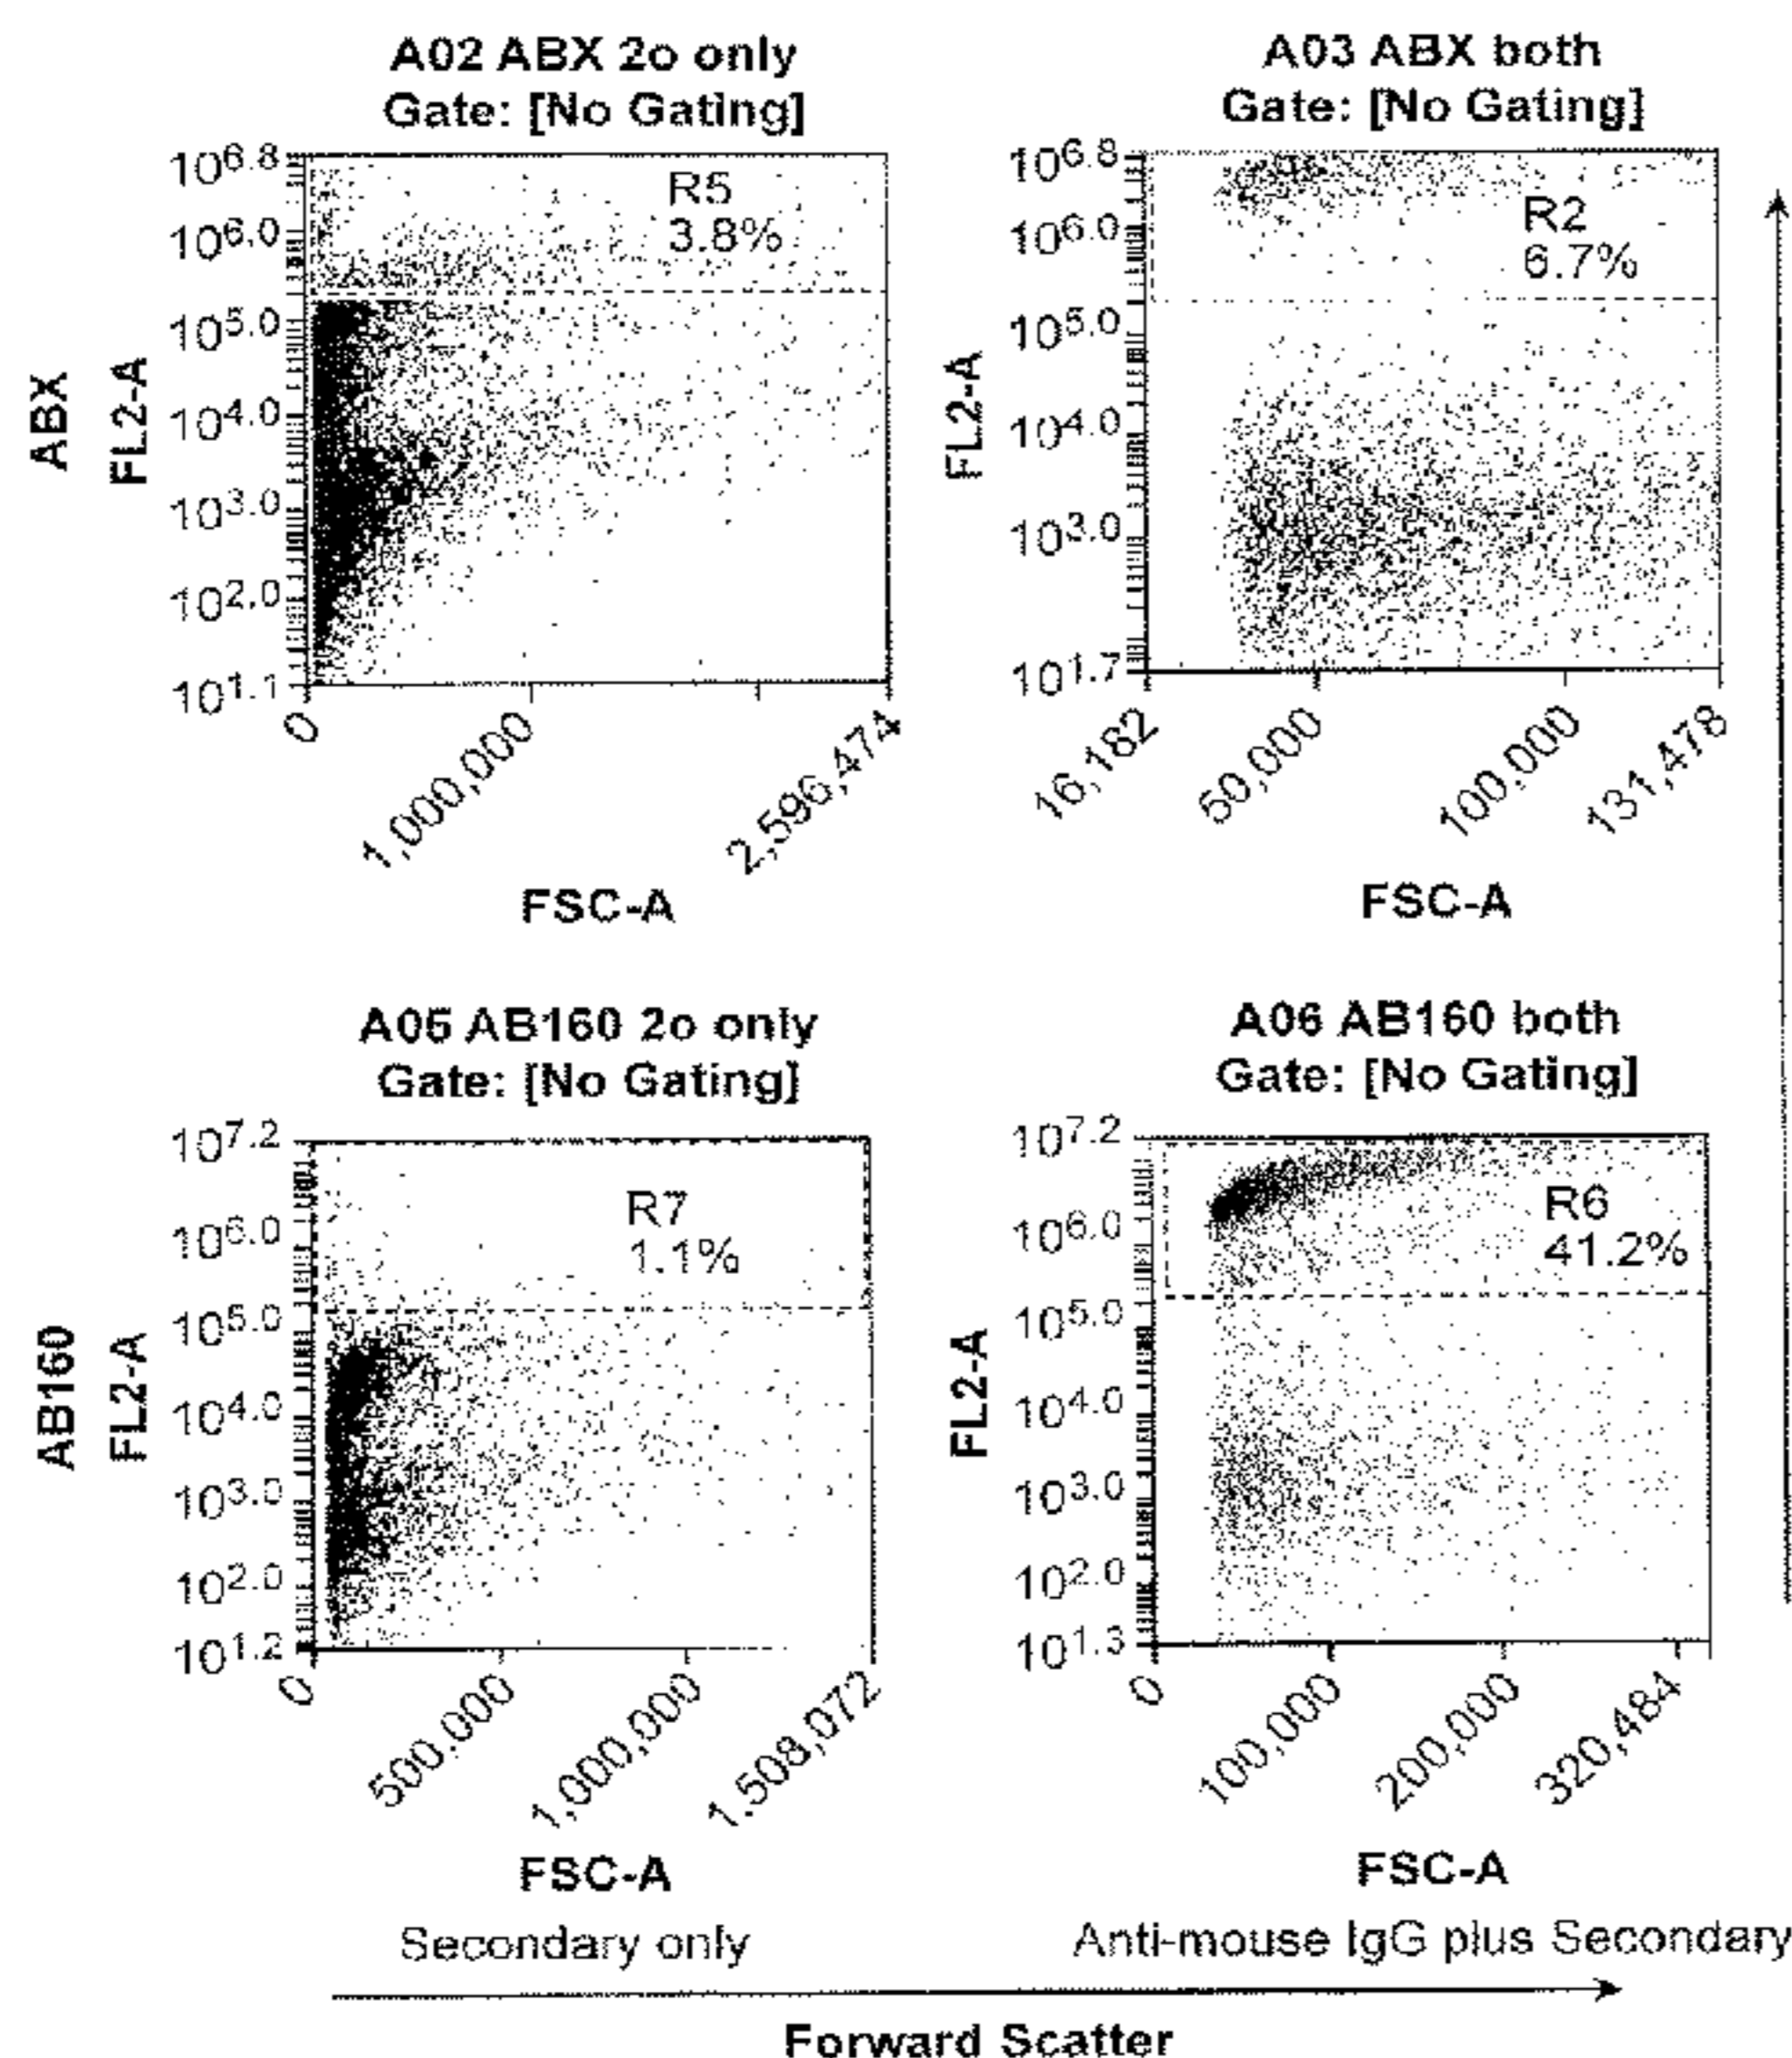 A02 ABX 2o only
Gate: [No Gating]
10^6.8
10^6.0
10^5.0
10^4.0
10^3.0
10^2.0
10^1.1
ABX
FL2-A
R5
3.8%
0
1,000,000
2,596,474
FSC-A
A03 ABX both
Gate: [No Gating]
10^6.8
10^6.0
10^5.0
10^4.0
10^3.0
10^1.7
FL2-A
R2
6.7%
16,182
50,000
100,000
131,478
FSC-A
A05 AB160 2o only
Gate: [No Gating]
10^7.2
10^6.0
10^5.0
10^4.0
10^3.0
10^2.0
10^1.2
AB160
FL2-A
R7
1.1%
0
500.000
1,000,000
1.508,072
FSC-A
Secondary only
A06 AB160 both
Gate: [No Gating]
10^7.2
10^6.0
10^5.0
10^4.0
10^3.0
10^2.0
10^1.3
FL2-A
R6
41.2%
0
100,000
200,000
320,484
FSC-A
Anti-mouse IgG plus Secondary
Forward Scatter